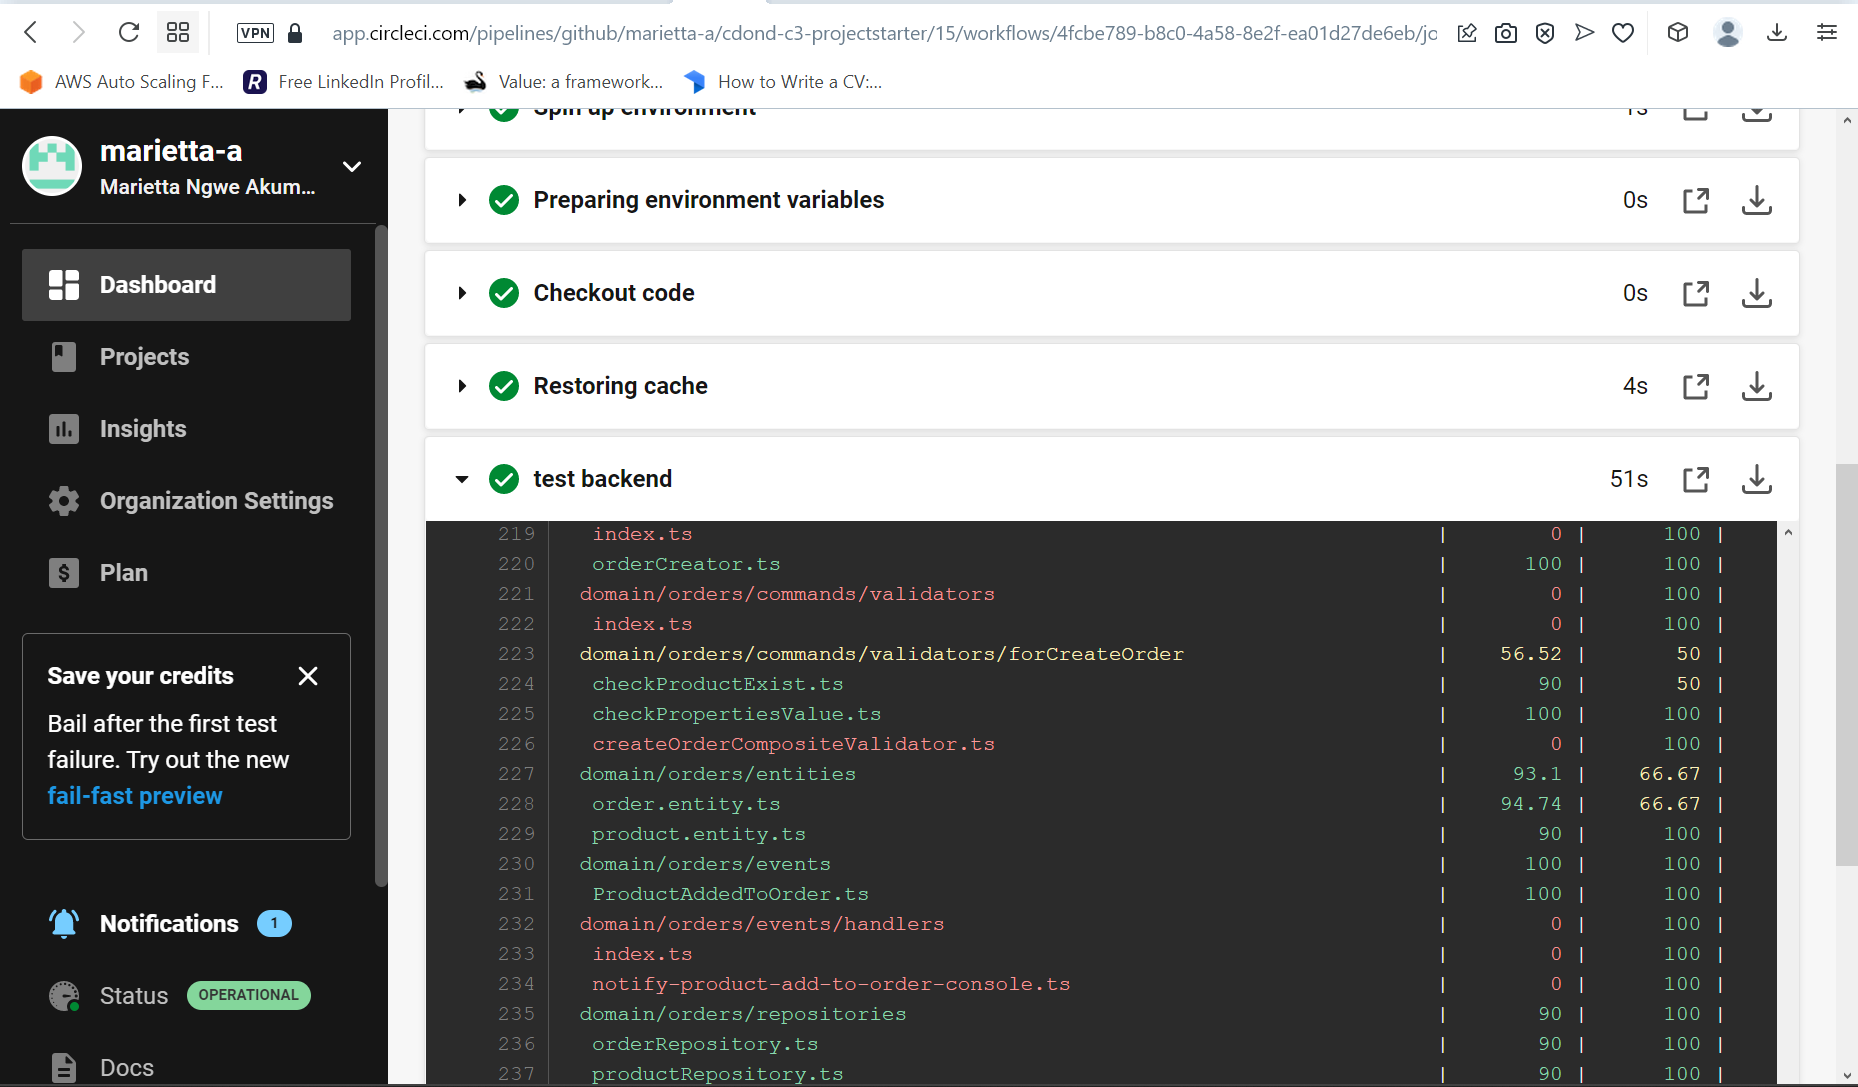 VPN
app.circleci.com/pipelines/github/marietta-a/cdond-c3-projectstarter/15/workflows/4fcbe789-b8c0-4a58-8e2f-ea01d27de6eb/jo
AWS Auto Scaling F...
R
Free LinkedIn Profil...
Value: a framework...
How to Write a CV:...
marietta-a
Marietta Ngwe Akum...
Dashboard
Projects
Insights
Organization Settings
Plan
Save your credits
Bail after the first test
failure. Try out the new
fail-fast preview
Notifications 1
Status OPERATIONAL
Docs
Spin up environment 1s
Preparing environment variables 0s
Checkout code 0s
Restoring cache 4s
test backend 51s
219 index.ts | 0 | 100 |
220 orderCreator.ts | 100 | 100 |
221 domain/orders/commands/validators | 0 | 100 |
222 index.ts | 0 | 100 |
223 domain/orders/commands/validators/forCreateOrder | 56.52 | 50 |
224 checkProductExist.ts | 90 | 50 |
225 checkPropertiesValue.ts | 100 | 100 |
226 createOrderCompositeValidator.ts | 0 | 100 |
227 domain/orders/entities | 93.1 | 66.67 |
228 order.entity.ts | 94.74 | 66.67 |
229 product.entity.ts | 90 | 100 |
230 domain/orders/events | 100 | 100 |
231 ProductAddedToOrder.ts | 100 | 100 |
232 domain/orders/events/handlers | 0 | 100 |
233 index.ts | 0 | 100 |
234 notify-product-add-to-order-console.ts | 0 | 100 |
235 domain/orders/repositories | 90 | 100 |
236 orderRepository.ts | 90 | 100 |
237 productRepository.ts | 90 | 100 |